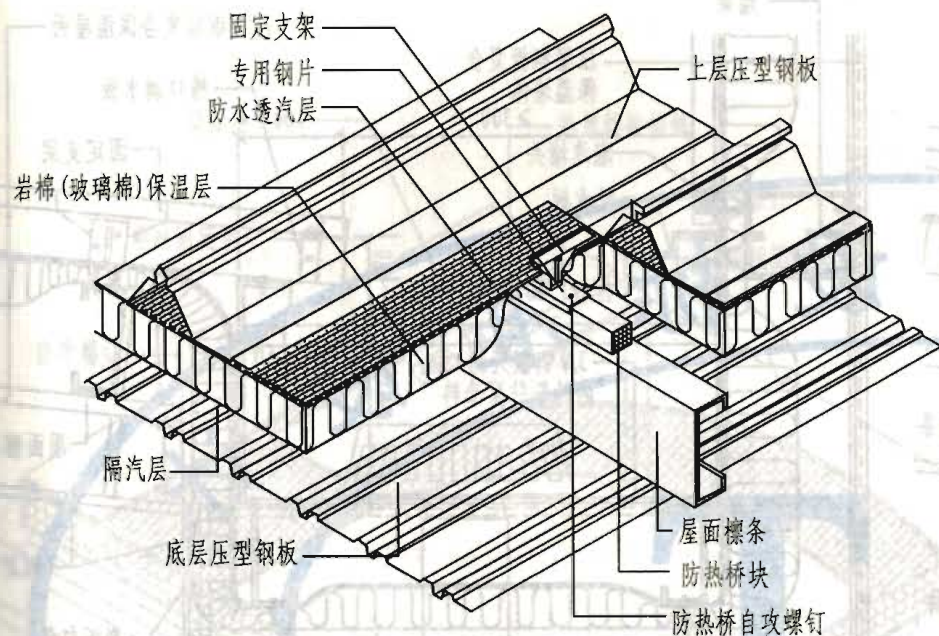 固定支架
专用钢片
防水透汽层
上层压型钢板
岩棉(玻璃棉)保温层
隔汽层
底层压型钢板
屋面檩条
防热桥块
防热桥自攻螺钉